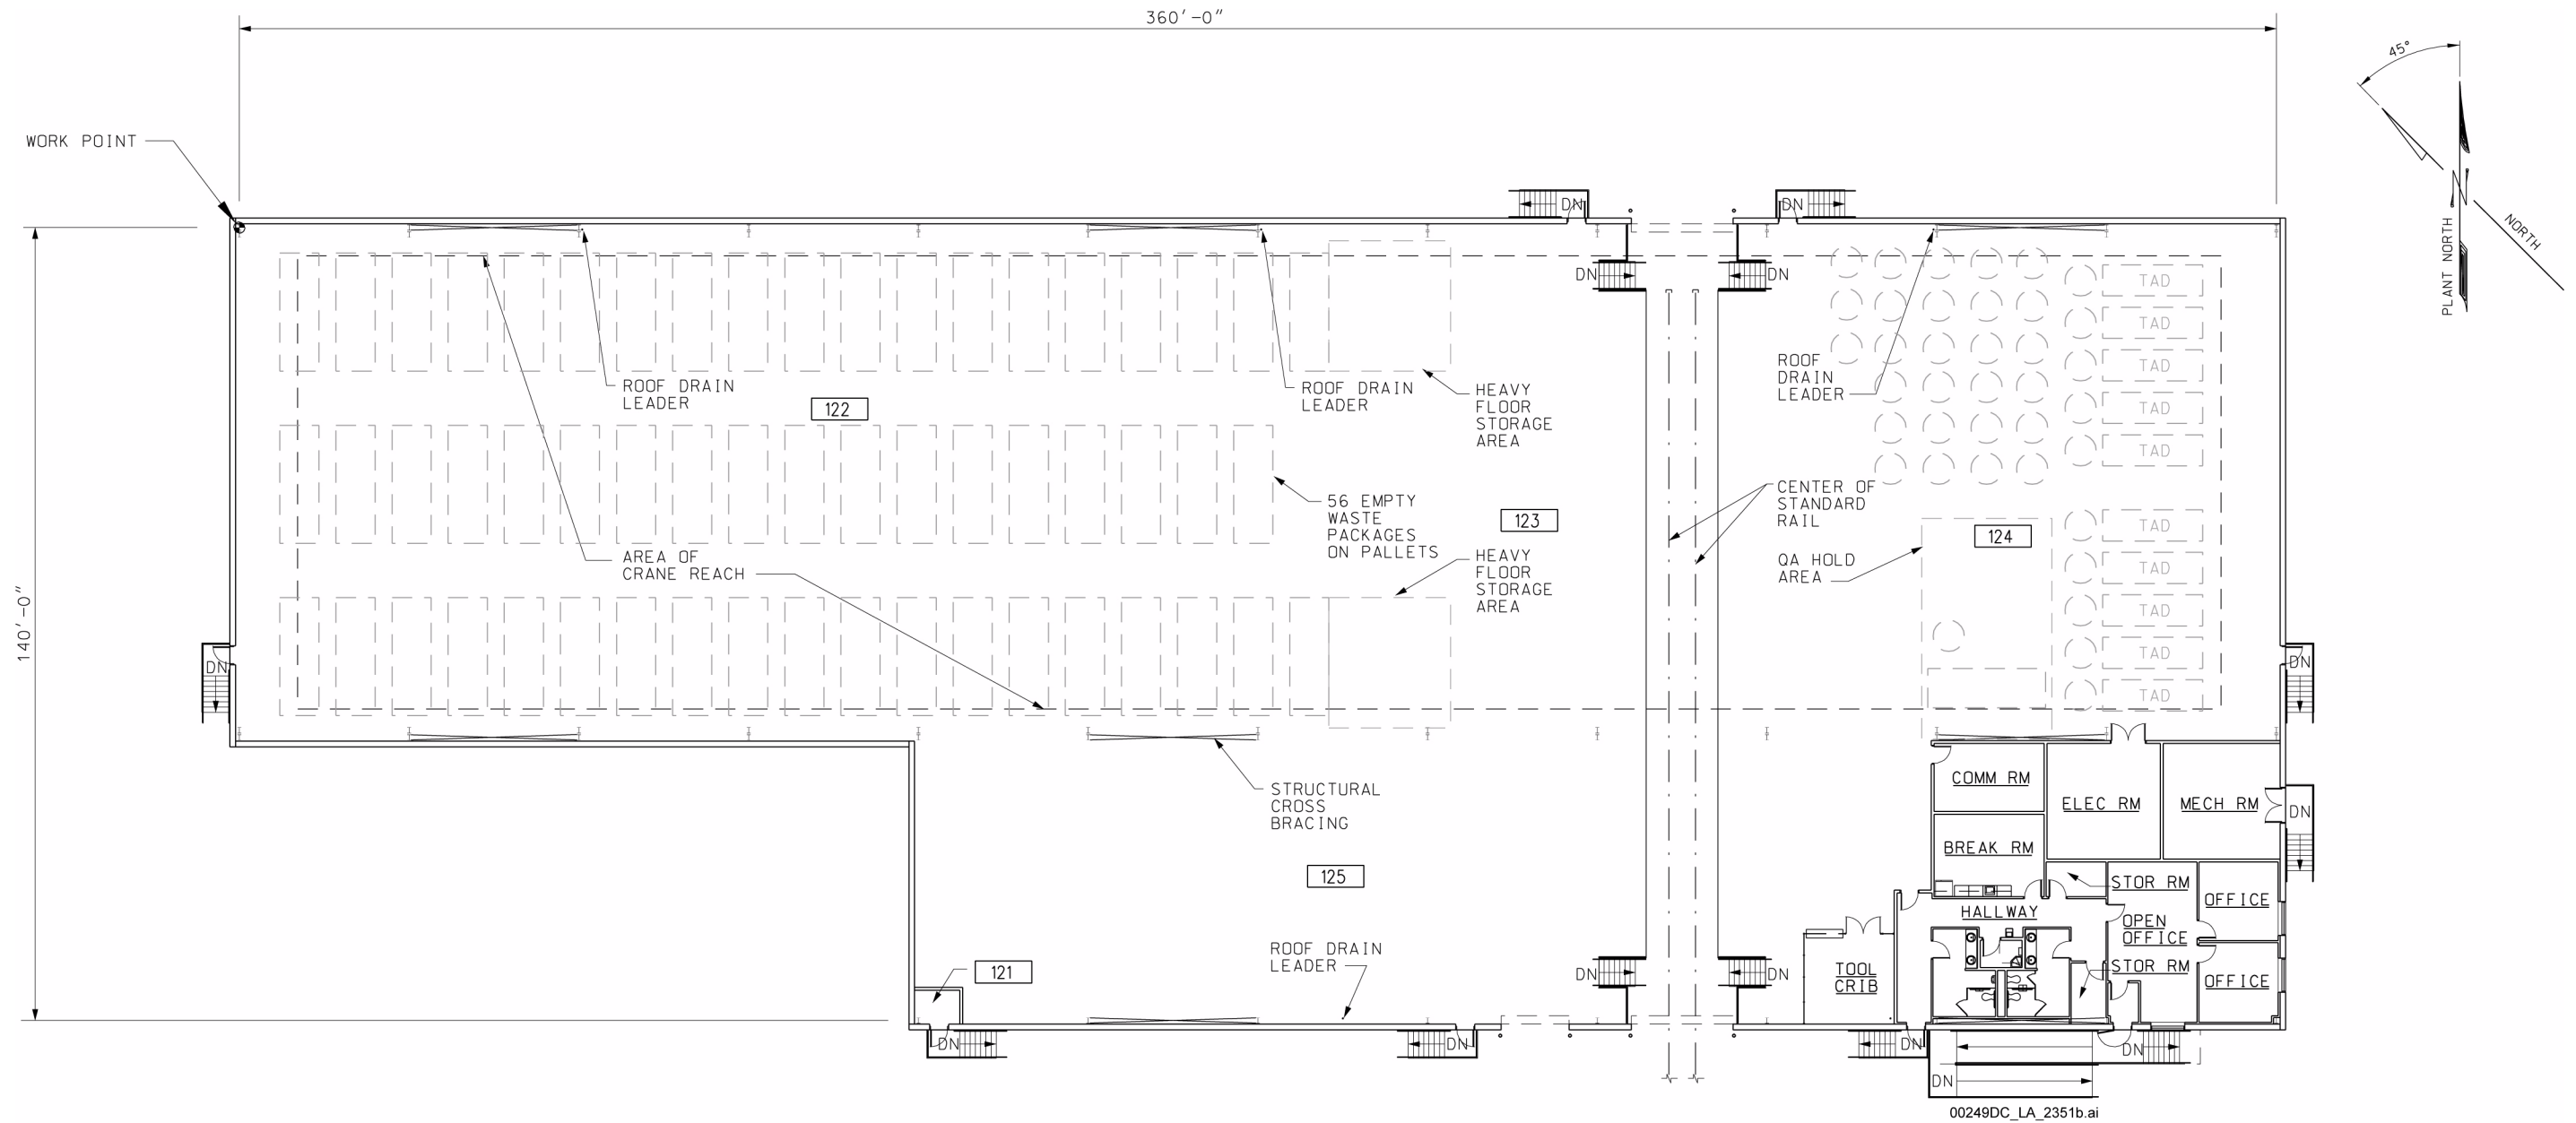 360'-0"
45°
WORK POINT
PLANT NORTH
N
NORTH
DN
DN
DN
DN
TAD
TAD
TAD
TAD
TAD
ROOF DRAIN
LEADER
ROOF DRAIN
LEADER
ROOF
DRAIN
LEADER
HEAVY
FLOOR
STORAGE
AREA
122
56 EMPTY
WASTE
PACKAGES
ON PALLETS
123
CENTER OF
STANDARD
RAIL
124
QA HOLD
AREA
TAD
TAD
TAD
TAD
TAD
AREA OF
CRANE REACH
HEAVY
FLOOR
STORAGE
AREA
140'-0"
DN
DN
STRUCTURAL
CROSS
BRACING
COMM RM
ELEC RM
MECH RM
DN
BREAK RM
125
STOR RM
OFFICE
HALLWAY
OPEN
OFFICE
ROOF DRAIN
LEADER
121
DN
DN
TOOL
CRIB
STOR RM
OFFICE
DN
DN
DN
DN
DN
00249DC_LA_2351b.ai